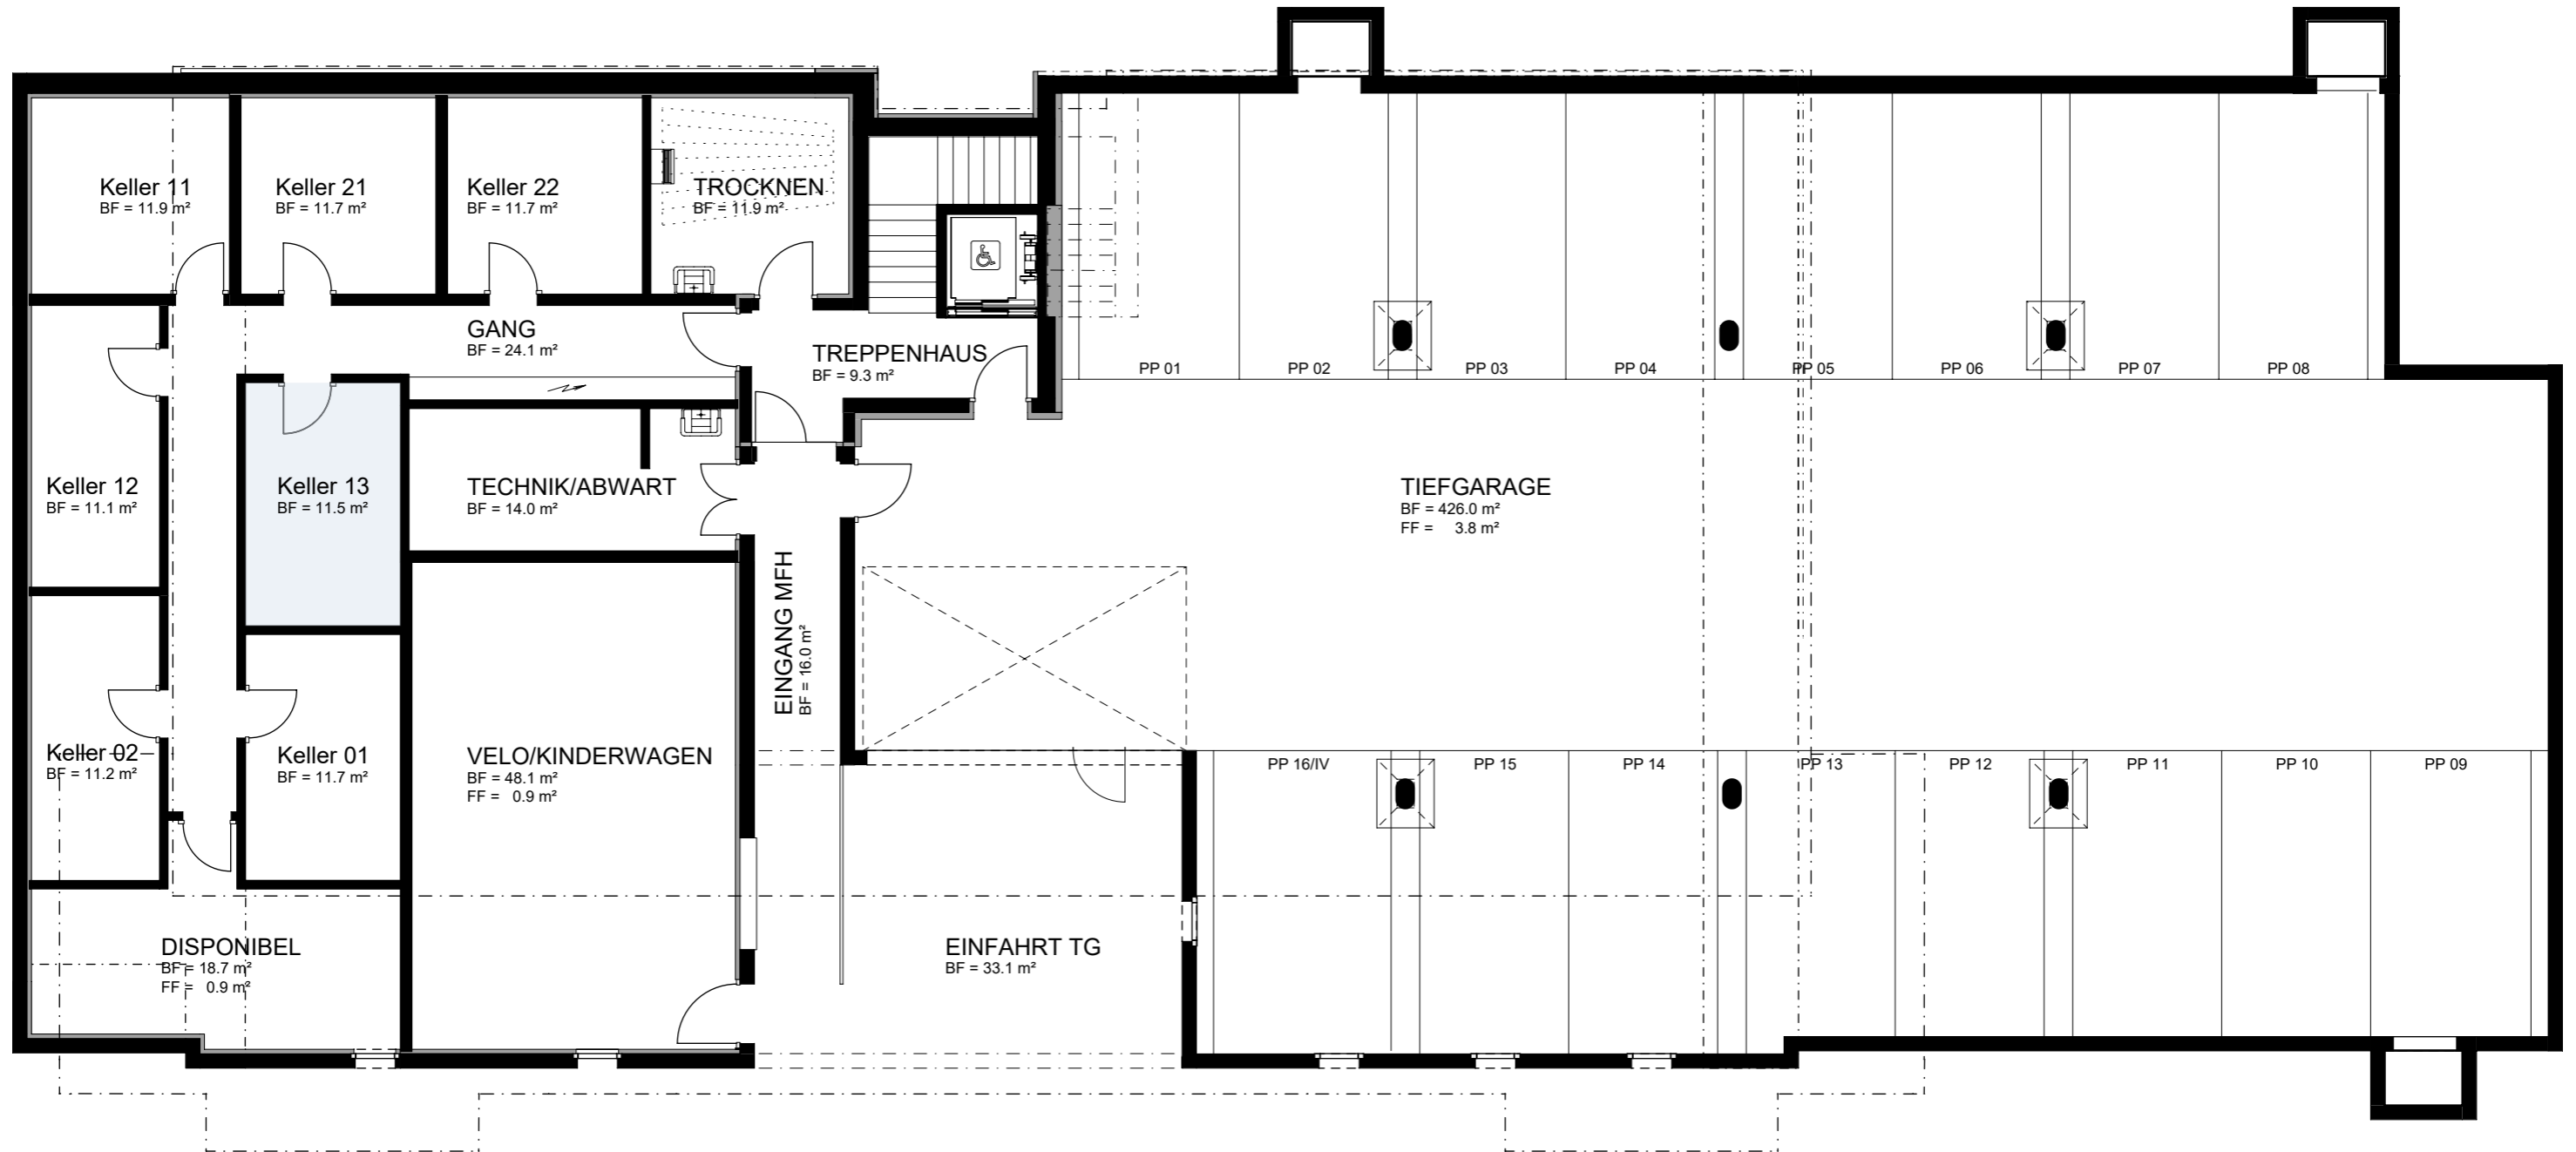 Keller 11
BF = 11.9 m²
Keller 21
BF = 11.7 m²
Keller 22
BF = 11.7 m²
TROCKNEN
BF = 11.9 m²
GANG
BF = 24.1 m²
TREPPENHAUS
BF = 9.3 m²
PP 01
PP 02
PP 03
PP 04
PP 05
PP 06
PP 07
PP 08
Keller 12
BF = 11.1 m²
Keller 13
BF = 11.5 m²
TECHNIK/ABWART
BF = 14.0 m²
TIEFGARAGE
BF = 426.0 m²
FF = 3.8 m²
EINGANG MFH
BF = 16.0 m²
Keller 02
BF = 11.2 m²
Keller 01
BF = 11.7 m²
VELO/KINDERWAGEN
BF = 48.1 m²
FF = 0.9 m²
PP 16/IV
PP 15
PP 14
PP 13
PP 12
PP 11
PP 10
PP 09
DISPONIBEL
BF = 18.7 m²
FF = 0.9 m²
EINFAHRT TG
BF = 33.1 m²